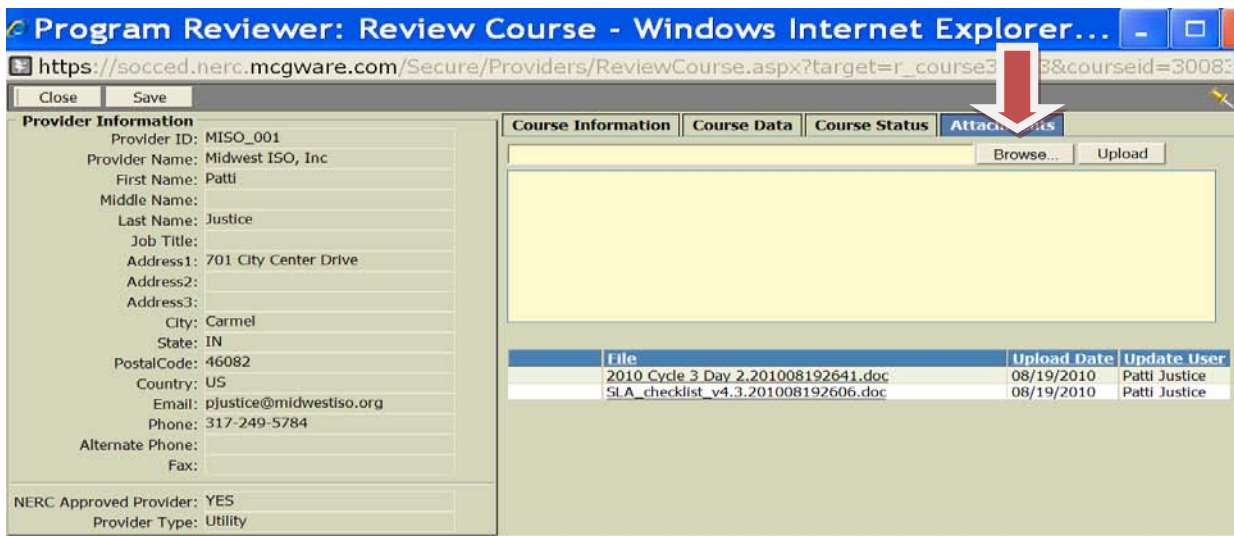 Program Reviewer: Review Course - Windows Internet Explorer...
https://socced.nerc.mcgware.com/Secure/Providers/ReviewCourse.aspx?target=r_course3 3&courseid=30083
Close Save
Provider Information
Provider ID: MISO_001
Provider Name: Midwest ISO, Inc
First Name: Patti
Middle Name:
Last Name: Justice
Job Title:
Address1: 701 City Center Drive
Address2:
Address3:
City: Carmel
State: IN
PostalCode: 46082
Country: US
Email: pjustice@midwestiso.org
Phone: 317-249-5784
Alternate Phone:
Fax:
NERC Approved Provider: YES
Provider Type: Utility
Course Information Course Data Course Status Attachments
Browse... Upload
File Upload Date Update User
2010 Cycle 3 Day 2.201008192641.doc 08/19/2010 Patti Justice
SLA_checklist_v4.3.201008192606.doc 08/19/2010 Patti Justice